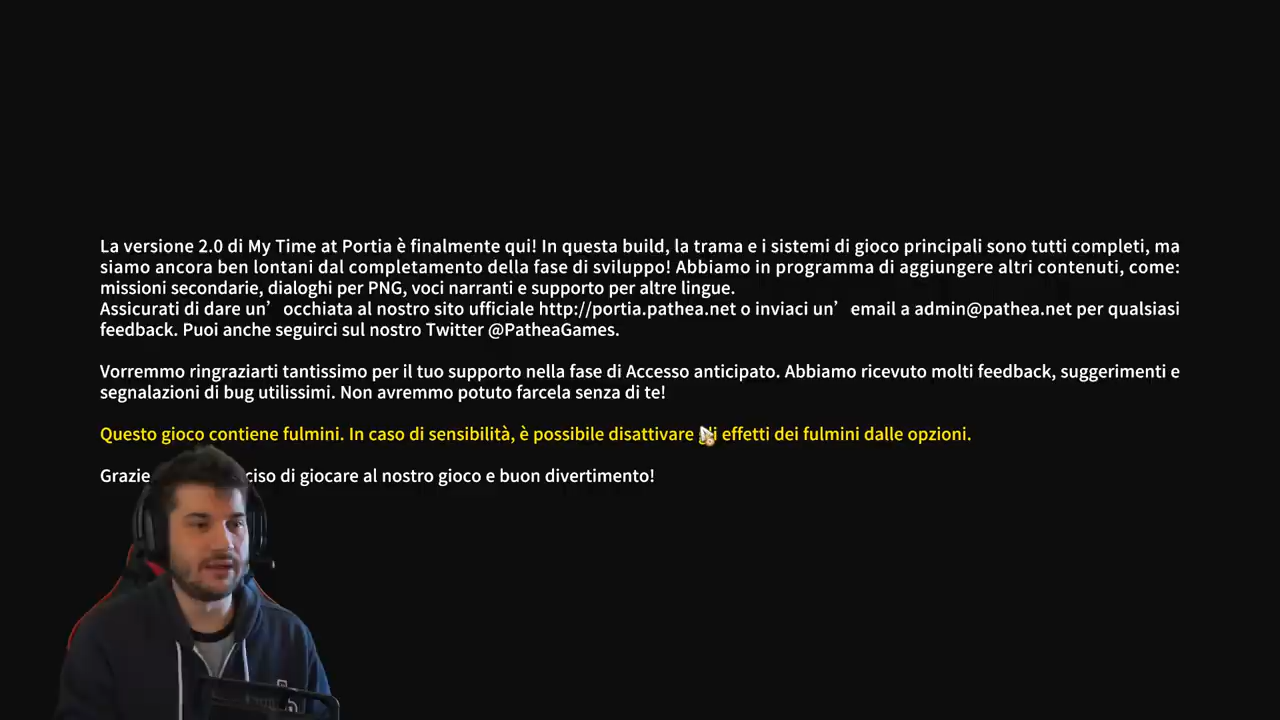 La versione 2.0 di My Time at Portia è finalmente qui! In questa build, la trama e i sistemi di gioco principali sono tutti completi, ma
siamo ancora ben lontani dal completamento della fase di sviluppo! Abbiamo in programma di aggiungere altri contenuti, come:
missioni secondarie, dialoghi per PNG, voci narranti e supporto per altre lingue.
Assicurati di dare un’occhiata al nostro sito ufficiale http://portia.pathea.net o inviaci un’email a admin@pathea.net per qualsiasi
feedback. Puoi anche seguirci sul nostro Twitter @PatheaGames.
Vorremmo ringraziarti tantissimo per il tuo supporto nella fase di Accesso anticipato. Abbiamo ricevuto molti feedback, suggerimenti e
segnalazioni di bug utilissimi. Non avremmo potuto farcela senza di te!
Questo gioco contiene fulmini. In caso di sensibilità, è possibile disattivare effetti dei fulmini dalle opzioni.
Grazie ciso di giocare al nostro gioco e buon divertimento!